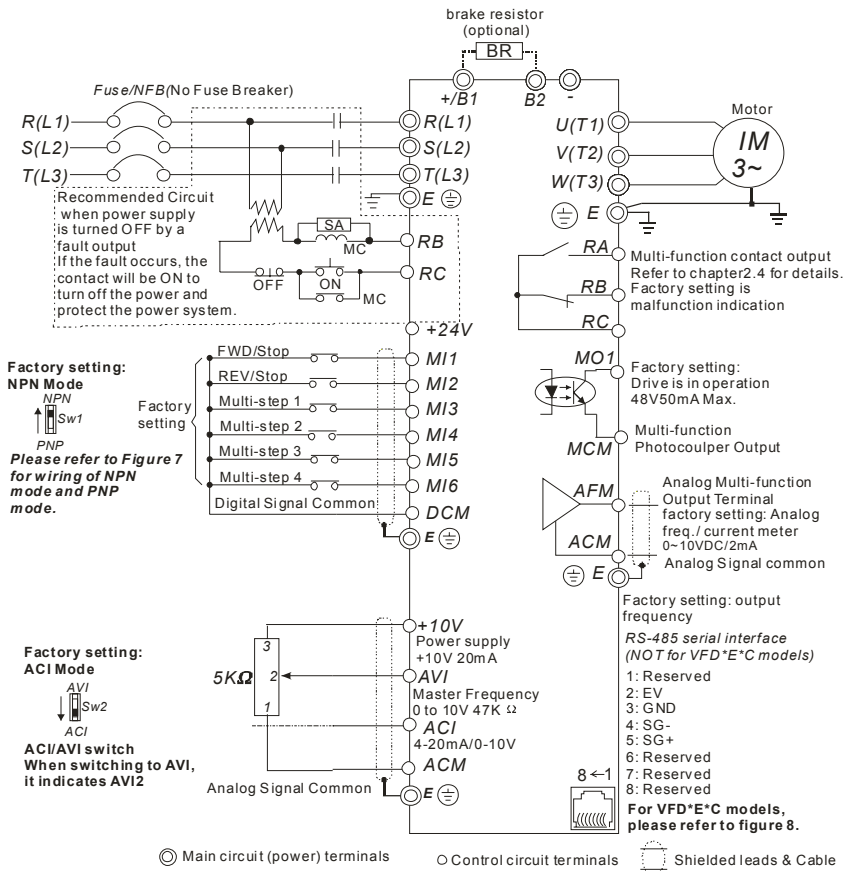 brake resistor
(optional)
BR
+/B1
B2
-
Fuse/NFB(No Fuse Breaker)
R(L1)
S(L2)
T(L3)
R(L1)
S(L2)
T(L3)
E
Recommended Circuit
when power supply
is turned OFF by a
fault output
If the fault occurs, the
contact will be ON to
turn off the power and
protect the power system.
SA
MC
OFF
ON
MC
RB
RC
+24V
U(T1)
V(T2)
W(T3)
E
Motor
IM
3~
RA
RB
RC
Multi-function contact output
Refer to chapter2.4 for details.
Factory setting is
malfunction indication
Factory setting:
NPN Mode
NPN
Sw1
PNP
Please refer to Figure 7
for wiring of NPN
mode and PNP
mode.
Factory
setting
FWD/Stop
REV/Stop
Multi-step 1
Multi-step 2
Multi-step 3
Multi-step 4
Digital Signal Common
MI1
MI2
MI3
MI4
MI5
MI6
DCM
E
MO1
Factory setting:
Drive is in operation
48V50mA Max.
Multi-function
Photocoulper Output
MCM
AFM
ACM
E
Analog Multi-function
Output Terminal
factory setting: Analog
freq./ current meter
0~10VDC/2mA
Analog Signal common
Factory setting: output
frequency
Factory setting:
ACI Mode
AVI
Sw2
ACI
ACI/AVI switch
When switching to AVI,
it indicates AVI2
5KΩ
3
2
1
+10V
Power supply
+10V 20mA
AVI
Master Frequency
0 to 10V 47K Ω
ACI
4-20mA/0-10V
ACM
Analog Signal Common
E
RS-485 serial interface
(NOT for VFD*E*C models)
1: Reserved
2: EV
3: GND
4: SG-
5: SG+
6: Reserved
7: Reserved
8: Reserved
8←1
For VFD*E*C models,
please refer to figure 8.
Main circuit (power) terminals
Control circuit terminals
Shielded leads & Cable